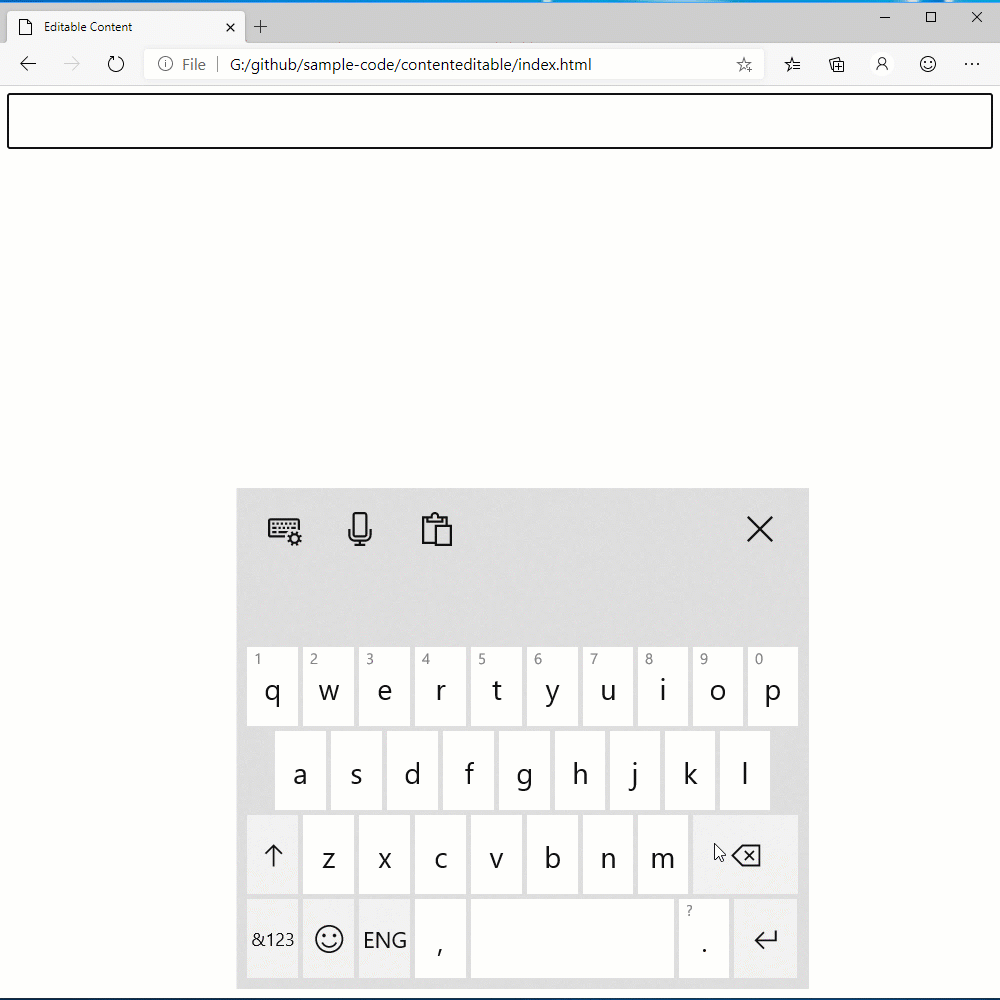 Editable Content
File G:/github/sample-code/contenteditable/index.html
1 2 3 4 5 6 7 8 9 0
q w e r t y u i o p
a s d f g h j k l
z x c v b n m
?
&123 ENG , .